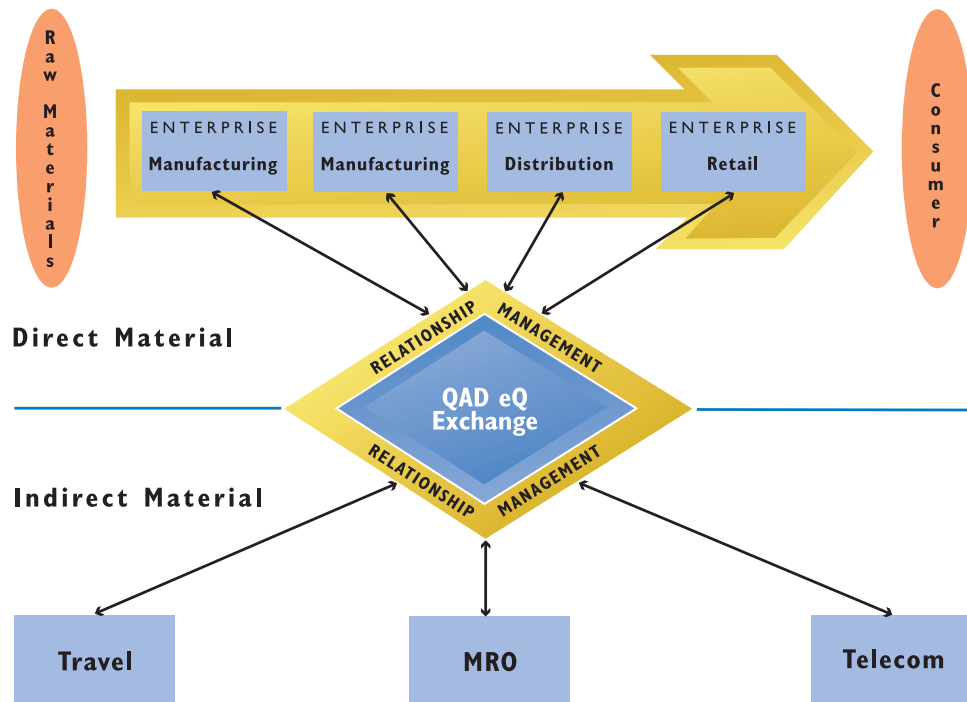 Raw Materials
ENTERPRISE
Manufacturing
ENTERPRISE
Manufacturing
ENTERPRISE
Distribution
ENTERPRISE
Retail
Consumer
RELATIONSHIP
MANAGEMENT
Direct Material
QAD eQ
Exchange
RELATIONSHIP
MANAGEMENT
Indirect Material
Travel
MRO
Telecom